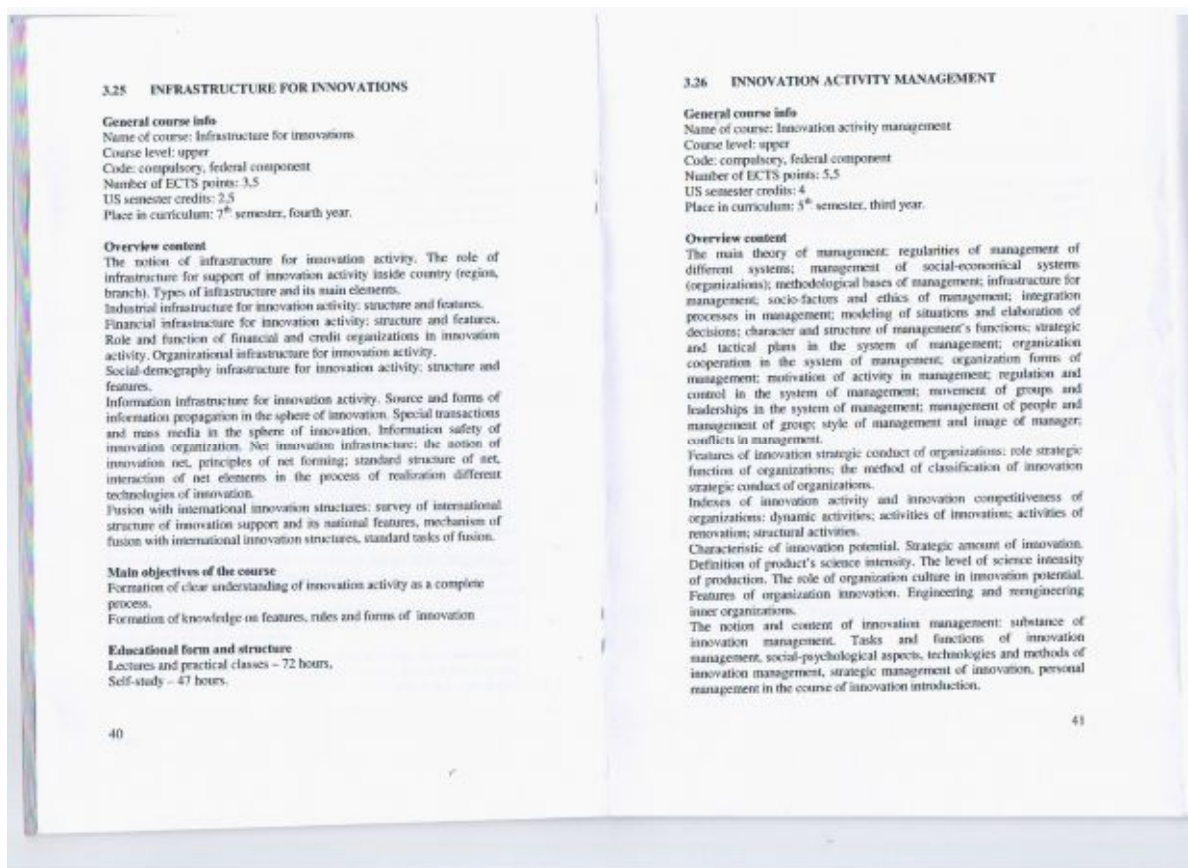 3.25 INFRASTRUCTURE FOR INNOVATIONS
General course info
Name of course: Infrastructure for innovations
Course level: upper
Code: compulsory, federal component
Number of ECTS points: 3,5
US semester credits: 2,5
Place in curriculum: 7th semester, fourth year.
Overview content
The notion of infrastructure for innovation activity. The role of
infrastructure for support of innovation activity inside country (region,
branch). Types of infrastructure and its main elements.
Industrial infrastructure for innovation activity: structure and features.
Financial infrastructure for innovation activity: structure and features.
Role and function of financial and credit organizations in innovation
activity. Organizational infrastructure for innovation activity.
Social-demography infrastructure for innovation activity: structure and
features.
Information infrastructure for innovation activity. Source and forms of
information propagation in the sphere of innovation. Special transactions
and mass media in the sphere of innovation. Information safety of
innovation organization. Net innovation infrastructure: the notion of
innovation net, principles of net forming; standard structure of net,
interaction of net elements in the process of realization different
technologies of innovation.
Fusion with international innovation structures: survey of international
structure of innovation support and its national features, mechanism of
fusion with international innovation structures, standard tasks of fusion.
Main objectives of the course
Formation of clear understanding of innovation activity as a complete
process.
Formation of knowledge on features, rules and forms of innovation
Educational form and structure
Lectures and practical classes – 72 hours,
Self-study – 47 hours.
40
3.26 INNOVATION ACTIVITY MANAGEMENT
General course info
Name of course: Innovation activity management
Course level: upper
Code: compulsory, federal component
Number of ECTS points: 5,5
US semester credits: 4
Place in curriculum: 5th semester, third year.
Overview content
The main theory of management: regularities of management of
different systems; management of social-economical systems
(organizations); methodological bases of management; infrastructure for
management; socio-factors and ethics of management; integration
processes in management; modeling of situations and elaboration of
decisions; character and structure of management's functions; strategic
and tactical plans in the system of management; organization
cooperation in the system of management; organization forms of
management; motivation of activity in management; regulation and
control in the system of management; movement of groups and
leaderships in the system of management; management of people and
management of group; style of management and image of manager;
conflicts in management.
Features of innovation strategic conduct of organizations: role strategic
function of organizations; the method of classification of innovation
strategic conduct of organizations.
Indexes of innovation activity and innovation competitiveness of
organizations: dynamic activities; activities of innovation; activities of
renovation; structural activities.
Characteristic of innovation potential. Strategic amount of innovation.
Definition of product's science intensity. The level of science intensity
of production. The role of organization culture in innovation potential.
Features of organization innovation. Engineering and reengineering
inner organizations.
The notion and content of innovation management: substance of
innovation management. Tasks and functions of innovation
management, social-psychological aspects, technologies and methods of
innovation management, strategic management of innovation, personal
management in the course of innovation introduction.
41